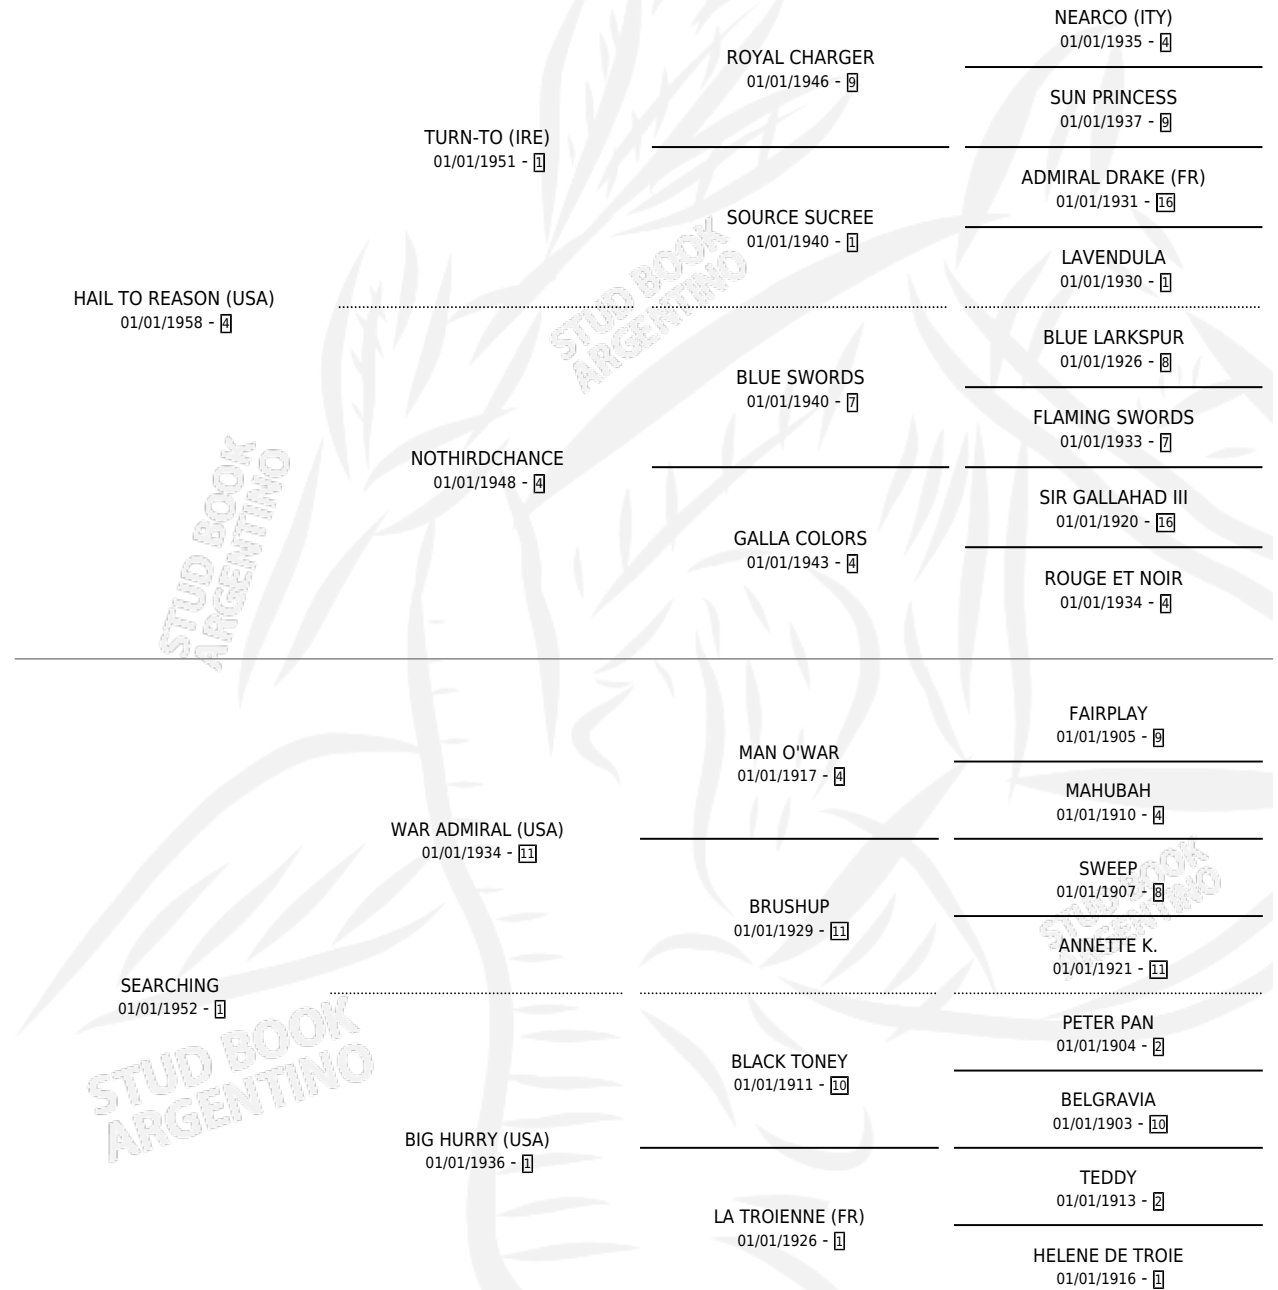 NEARCO (ITY)
01/01/1935 - 4
ROYAL CHARGER
01/01/1946 - 9
SUN PRINCESS
01/01/1937 - 9
TURN-TO (IRE)
01/01/1951 - 1
ADMIRAL DRAKE (FR)
01/01/1931 - 16
SOURCE SUCREE
01/01/1940 - 1
LAVENDULA
01/01/1930 - 1
HAIL TO REASON (USA)
01/01/1958 - 4
STUD BOOK
ARGENTINO
BLUE LARKSPUR
01/01/1926 - 8
BLUE SWORDS
01/01/1940 - 7
FLAMING SWORDS
01/01/1933 - 7
NOTHIRDCHANCE
01/01/1948 - 4
SIR GALLAHAD III
01/01/1920 - 16
GALLA COLORS
01/01/1943 - 4
ROUGE ET NOIR
01/01/1934 - 4
STUD BOOK
ARGENTINO
FAIRPLAY
01/01/1905 - 9
MAN O'WAR
01/01/1917 - 4
MAHUBAH
01/01/1910 - 4
WAR ADMIRAL (USA)
01/01/1934 - 11
SWEEP
01/01/1907 - 8
BRUSHUP
01/01/1929 - 11
ANNETTE K.
01/01/1921 - 11
STUD BOOK
ARGENTINO
SEARCHING
01/01/1952 - 1
STUD BOOK
ARGENTINO
PETER PAN
01/01/1904 - 2
BLACK TONEY
01/01/1911 - 10
BELGRAVIA
01/01/1903 - 10
BIG HURRY (USA)
01/01/1936 - 1
TEDDY
01/01/1913 - 2
LA TROIENNE (FR)
01/01/1926 - 1
HELENE DE TROIE
01/01/1916 - 1